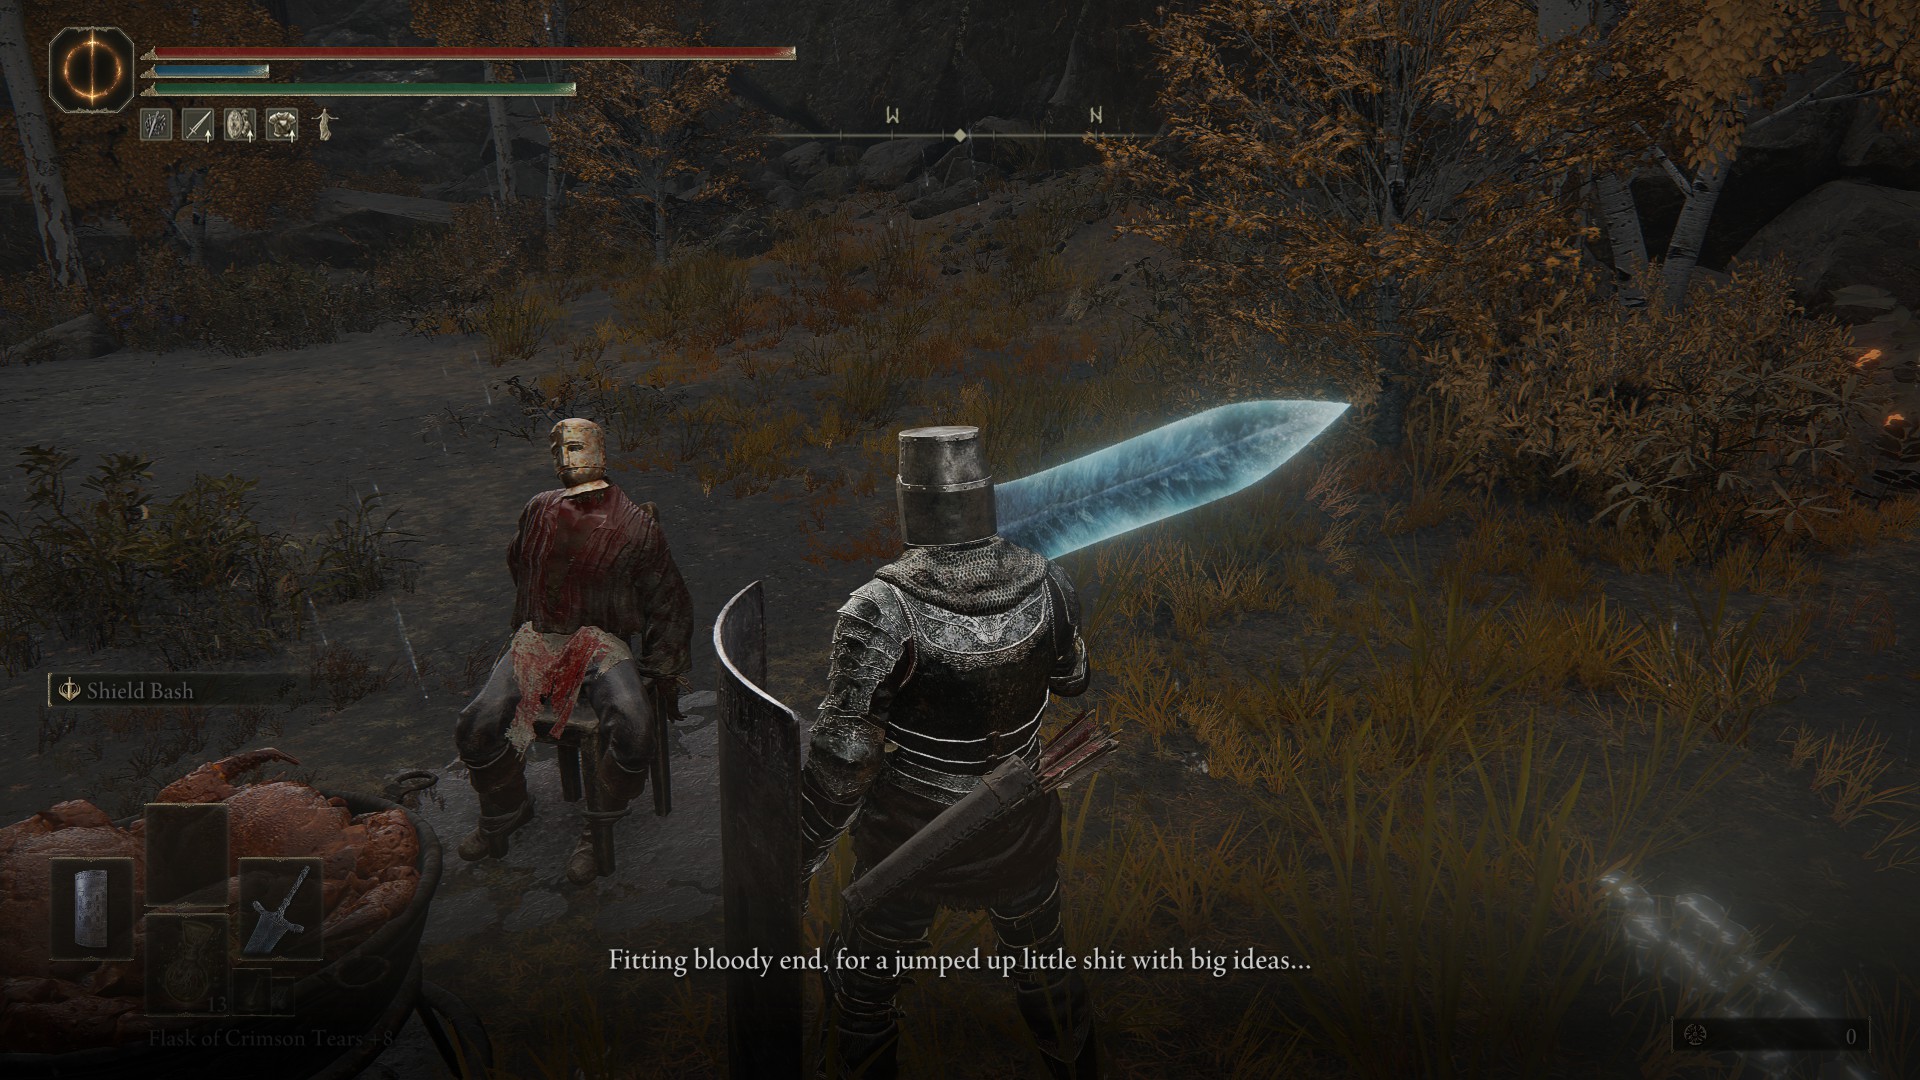 W N
Shield Bash
Fitting bloody end, for a jumped up little shit with big ideas...
13
Flask of Crimson Tears +8
0